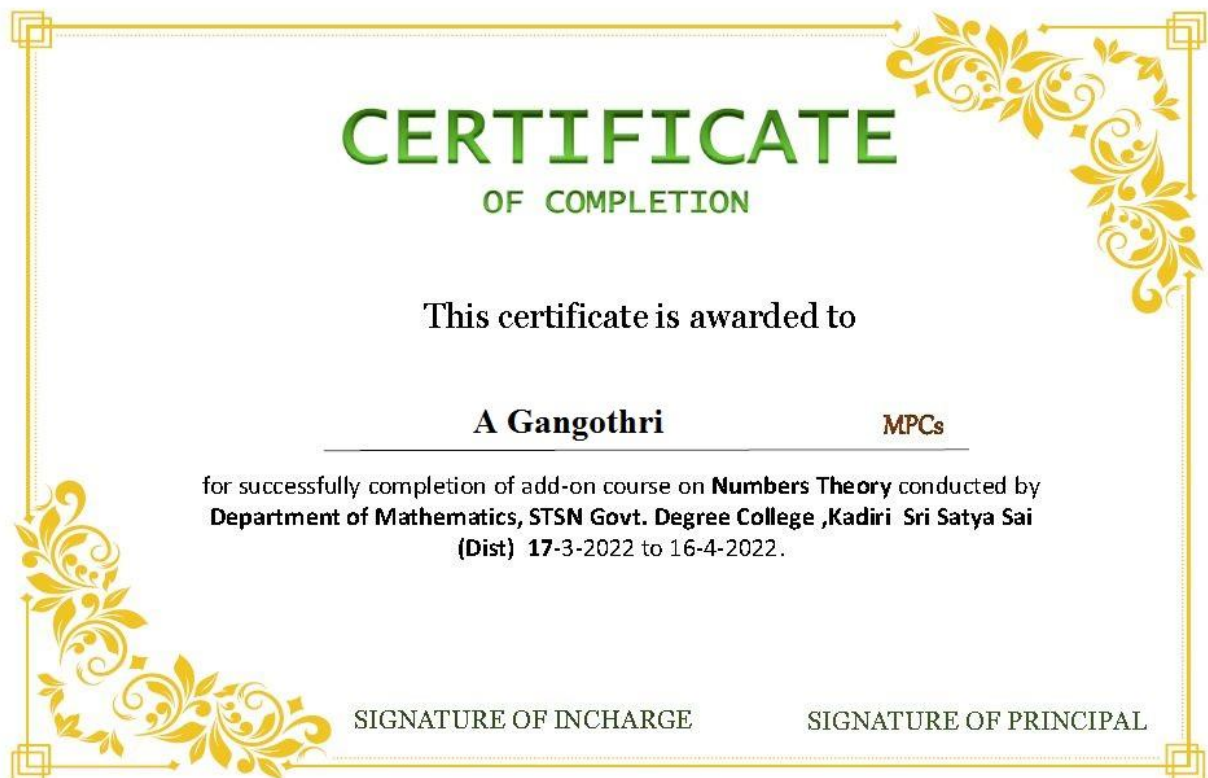 CERTIFICATE
OF COMPLETION
This certificate is awarded to
A Gangothri MPCs
for successfully completion of add-on course on Numbers Theory conducted by
Department of Mathematics, STSN Govt. Degree College ,Kadiri Sri Satya Sai
(Dist) 17-3-2022 to 16-4-2022.
SIGNATURE OF INCHARGE SIGNATURE OF PRINCIPAL